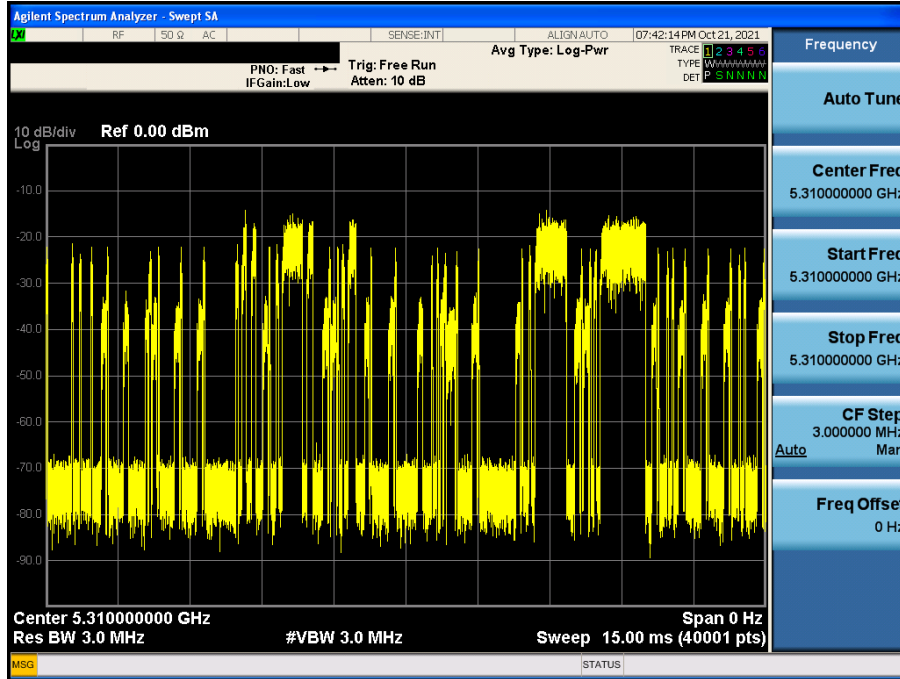 Agilent Spectrum Analyzer - Swept SA
LXI RF 50 Ω AC SENSE:INT ALIGN AUTO 07:42:14 PM Oct 21, 2021
Avg Type: Log-Pwr
TRACE 1 2 3 4 5 6
TYPE WWWWWW
DET P S N N N N
PNO: Fast
IFGain:Low
Trig: Free Run
Atten: 10 dB
10 dB/div
Log
Ref 0.00 dBm
-10.0
-20.0
-30.0
-40.0
-50.0
-60.0
-70.0
-80.0
-90.0
Center 5.310000000 GHz Span 0 Hz
Res BW 3.0 MHz #VBW 3.0 MHz Sweep 15.00 ms (40001 pts)
MSG STATUS
Frequency
Auto Tune
Center Freq
5.310000000 GHz
Start Freq
5.310000000 GHz
Stop Freq
5.310000000 GHz
CF Step
3.000000 MHz
Auto Man
Freq Offset
0 Hz